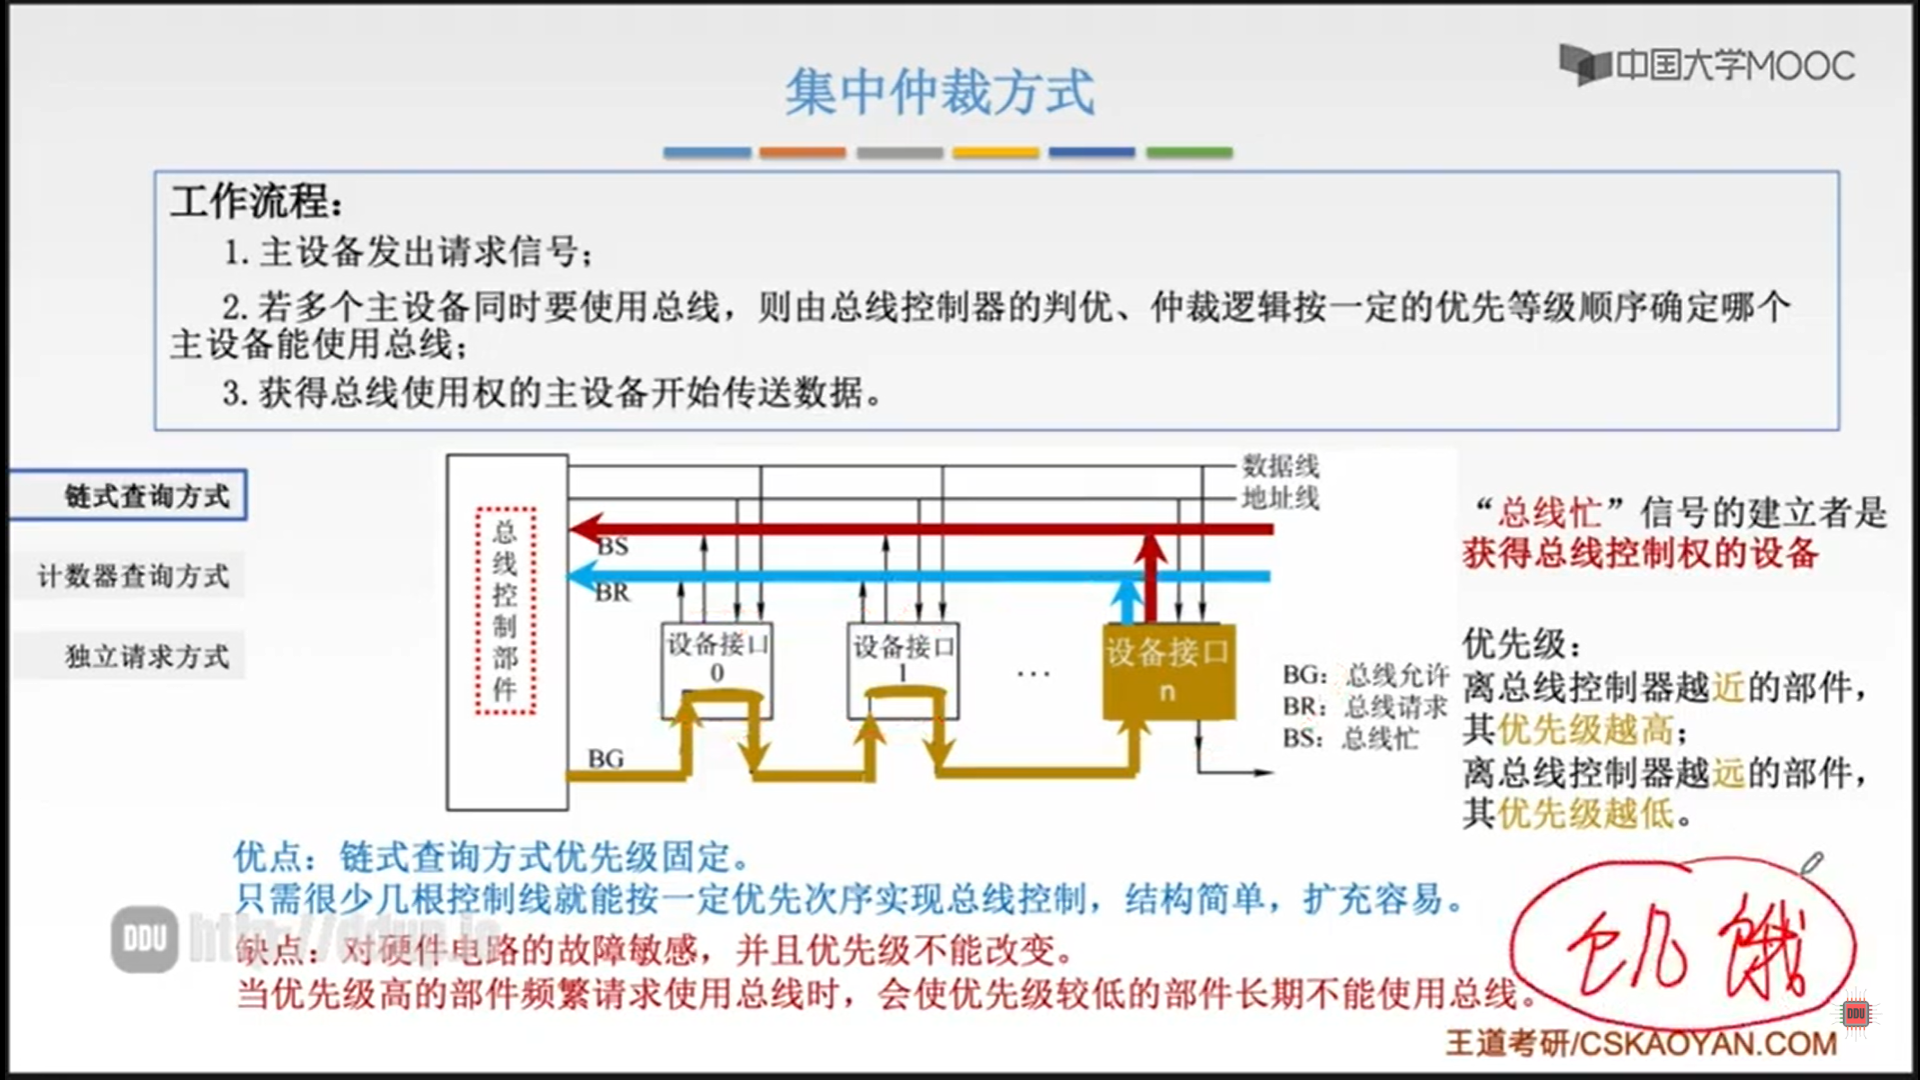 中国大学MOOC
集中仲裁方式
工作流程：
1. 主设备发出请求信号；
2. 若多个主设备同时要使用总线，则由总线控制器的判优、仲裁逻辑按一定的优先等级顺序确定哪个
主设备能使用总线；
3. 获得总线使用权的主设备开始传送数据。
链式查询方式
计数器查询方式
独立请求方式
总线控制部件
数据线
地址线
BS
BR
设备接口
0
设备接口
1
…
设备接口
n
BG
BG：总线允许
BR：总线请求
BS：总线忙
“总线忙”信号的建立者是
获得总线控制权的设备
优先级：
离总线控制器越近的部件，
其优先级越高；
离总线控制器越远的部件，
其优先级越低。
优点：链式查询方式优先级固定。
只需很少几根控制线就能按一定优先次序实现总线控制，结构简单，扩充容易。
缺点：对硬件电路的故障敏感，并且优先级不能改变。
当优先级高的部件频繁请求使用总线时，会使优先级较低的部件长期不能使用总线。
饥饿
DDU
DDU
王道考研/CSKAOYAN.COM